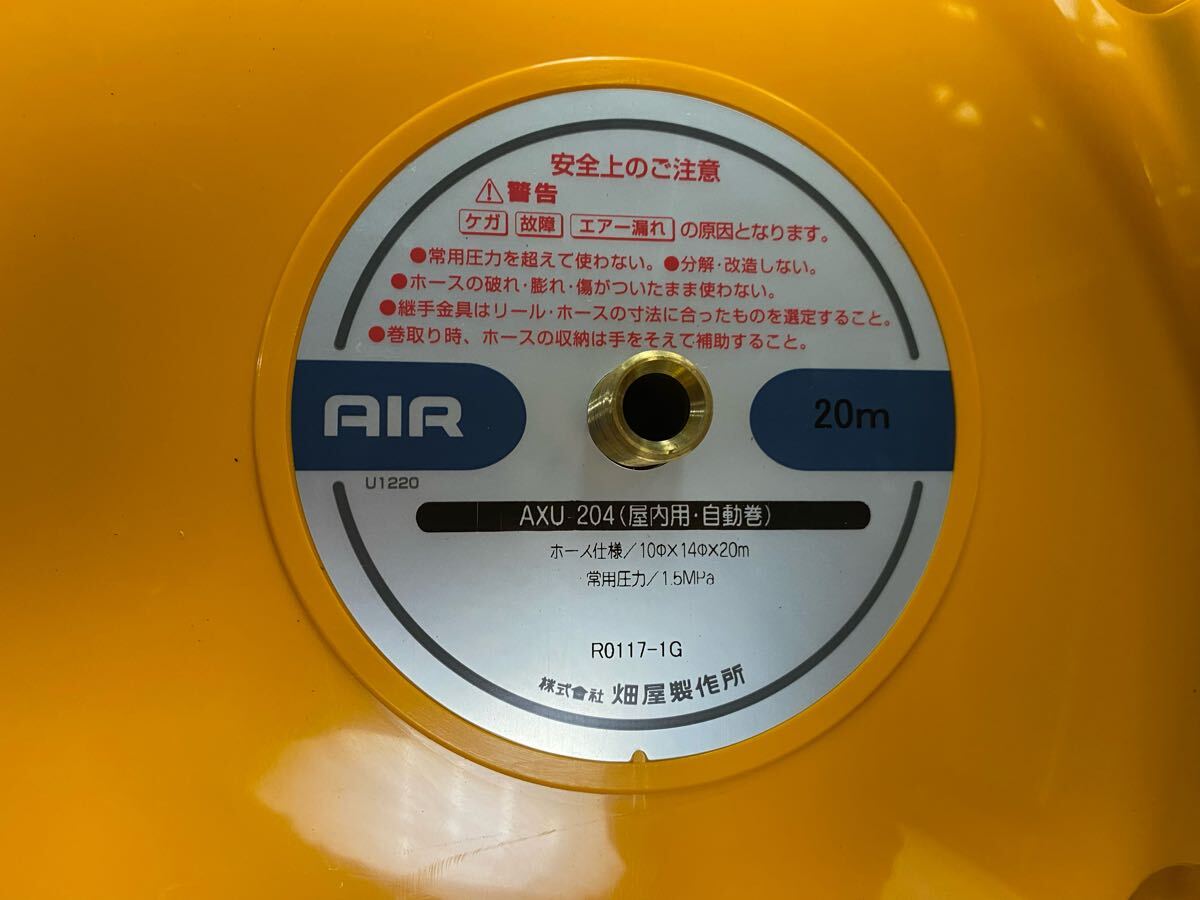 安全上のご注意
警告
ケガ 故障 エアー漏れ の原因となります。
●常用圧力を超えて使わない。●分解・改造しない。
●ホースの破れ・膨れ・傷がついたまま使わない。
●継手金具はリール・ホースの寸法に合ったものを選定すること。
●巻取り時、ホースの収納は手をそえて補助すること。
AIR
20m
U1220
AXU-204(屋内用・自動巻)
ホース仕様/10Φ×14Φ×20m
常用圧力/1.5MPa
R0117-1G
株式会社 畑屋製作所